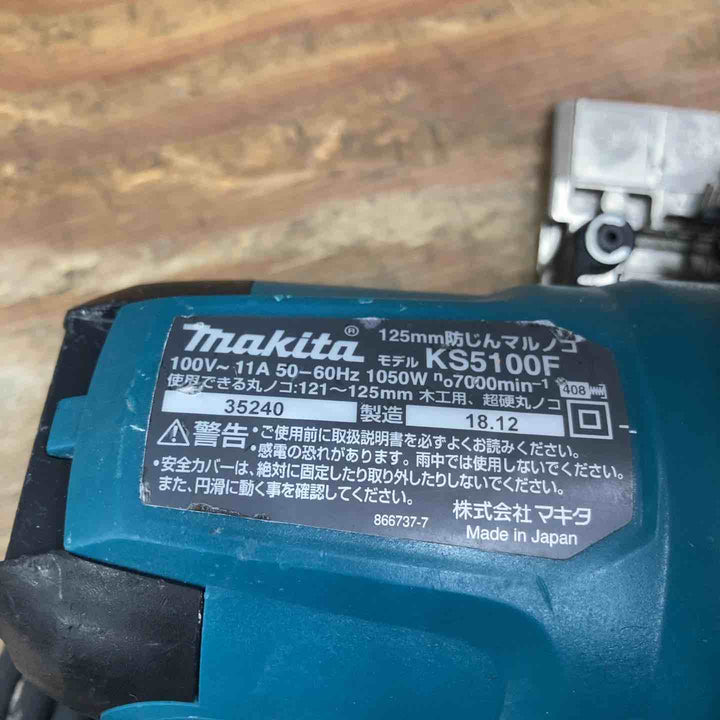 makita® 125mm防じんマルノコ
モデル KS5100F
100V~ 11A 50-60Hz 1050W n₀7000min⁻¹
使用できる丸ノコ:121~125mm 木工用、超硬丸ノコ 408
35240 製造 18.12
警告・ご使用前に取扱説明書を必ずよくお読みください。
・感電の恐れがあります。雨中では使用しないでください。
・安全カバーは、絶対に固定したり取り外したりしないでください。
また、円滑に動く事を確認してください。
866737-7 株式会社マキタ
Made in Japan